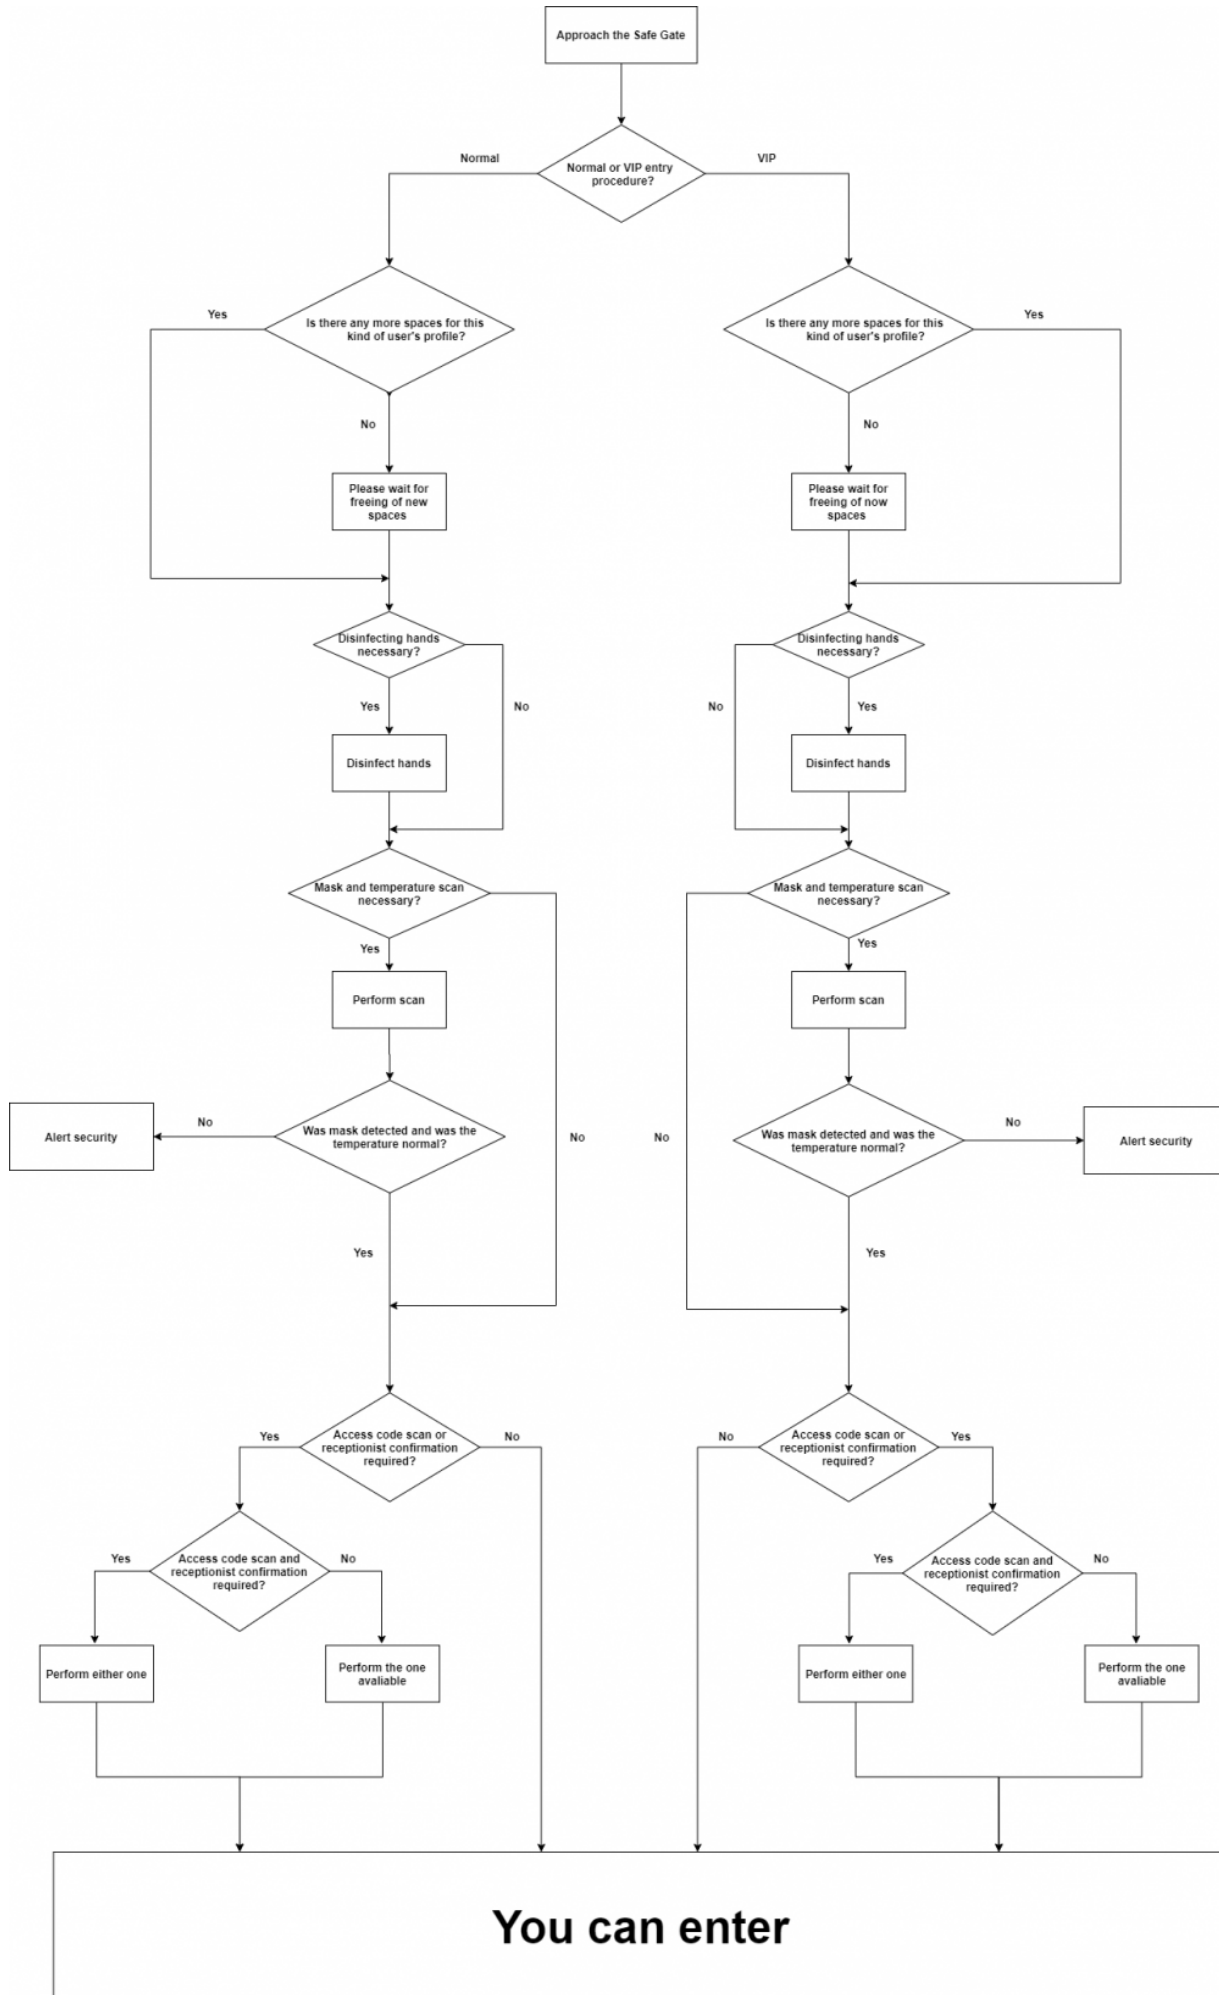 Approach the Safe Gate
Normal
VIP
Normal or VIP entry
procedure?
Yes
Is there any more spaces for this
kind of user's profile?
Is there any more spaces for this
kind of user's profile?
Yes
No
No
Please wait for
freeing of new
spaces
Please wait for
freeing of now
spaces
Disinfecting hands
necessary?
Disinfecting hands
necessary?
Yes
No
No
Yes
Disinfect hands
Disinfect hands
Mask and temperature scan
necessary?
Mask and temperature scan
necessary?
Yes
Yes
Perform scan
Perform scan
Alert security
No
Was mask detected and was the
temperature normal?
No
No
Was mask detected and was the
temperature normal?
No
Alert security
Yes
Yes
Yes
Access code scan or
receptionist confirmation
required?
No
No
Access code scan or
receptionist confirmation
required?
Yes
Yes
Access code scan and
receptionist confirmation
required?
No
Yes
Access code scan and
receptionist confirmation
required?
No
Perform either one
Perform the one
avaliable
Perform either one
Perform the one
avaliable
You can enter